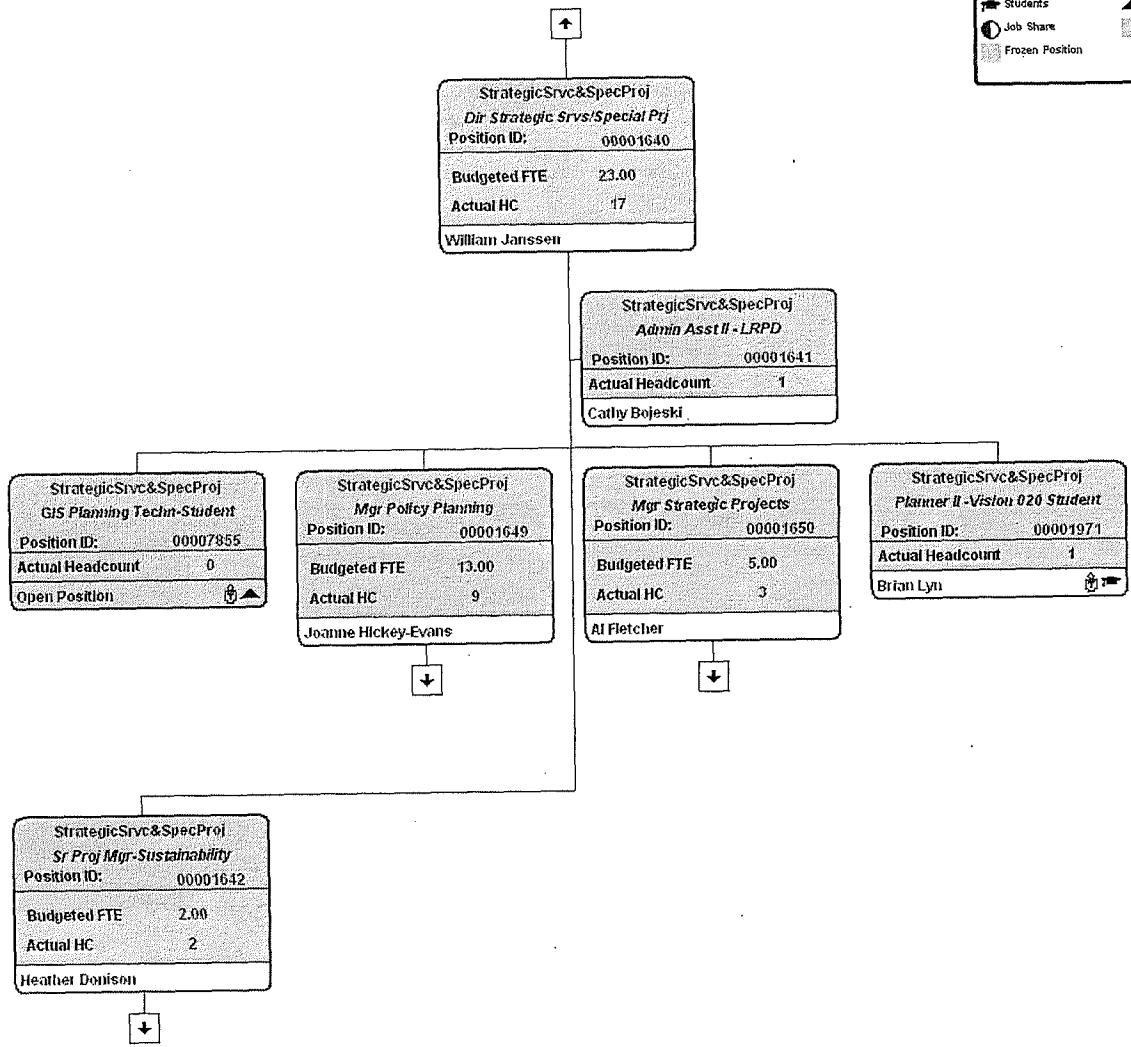 Students
Job Share
Frozen Position
StrategicSrvc&SpecProj
Dir Strategic Srvs/Special Prj
Position ID: 00001640
Budgeted FTE 23.00
Actual HC 17
William Janssen
StrategicSrvc&SpecProj
Admin Asst II - LRPD
Position ID: 00001641
Actual Headcount 1
Cathy Bojeski
StrategicSrvc&SpecProj
GIS Planning Techn-Student
Position ID: 00007855
Actual Headcount 0
Open Position
StrategicSrvc&SpecProj
Mgr Policy Planning
Position ID: 00001649
Budgeted FTE 13.00
Actual HC 9
Joanne Hickey-Evans
StrategicSrvc&SpecProj
Mgr Strategic Projects
Position ID: 00001650
Budgeted FTE 5.00
Actual HC 3
Al Fletcher
StrategicSrvc&SpecProj
Planner II -Vision 020 Student
Position ID: 00001971
Actual Headcount 1
Brian Lyn
StrategicSrvc&SpecProj
Sr Proj Mgr-Sustainability
Position ID: 00001642
Budgeted FTE 2.00
Actual HC 2
Heather Donison